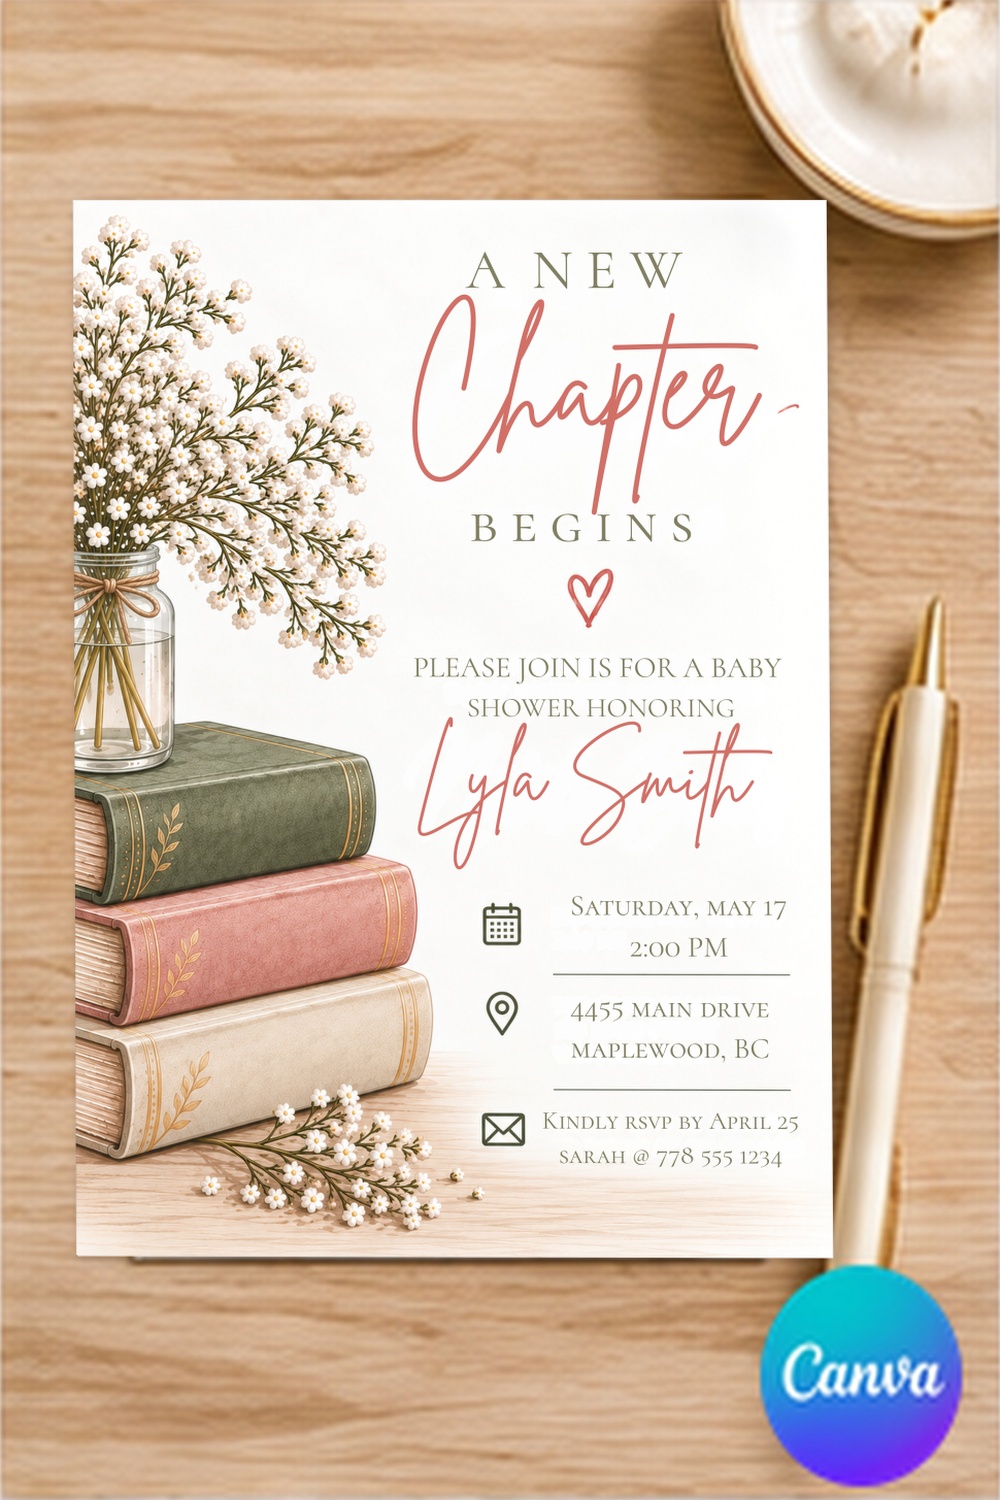 A NEW
Chapter
BEGINS
PLEASE JOIN IS FOR A BABY
SHOWER HONORING
Lyla Smith
SATURDAY, MAY 17
2:00 PM
4455 MAIN DRIVE
MAPLEWOOD, BC
KINDLY RSVP BY APRIL 25
SARAH @ 778 555 1234
Canva